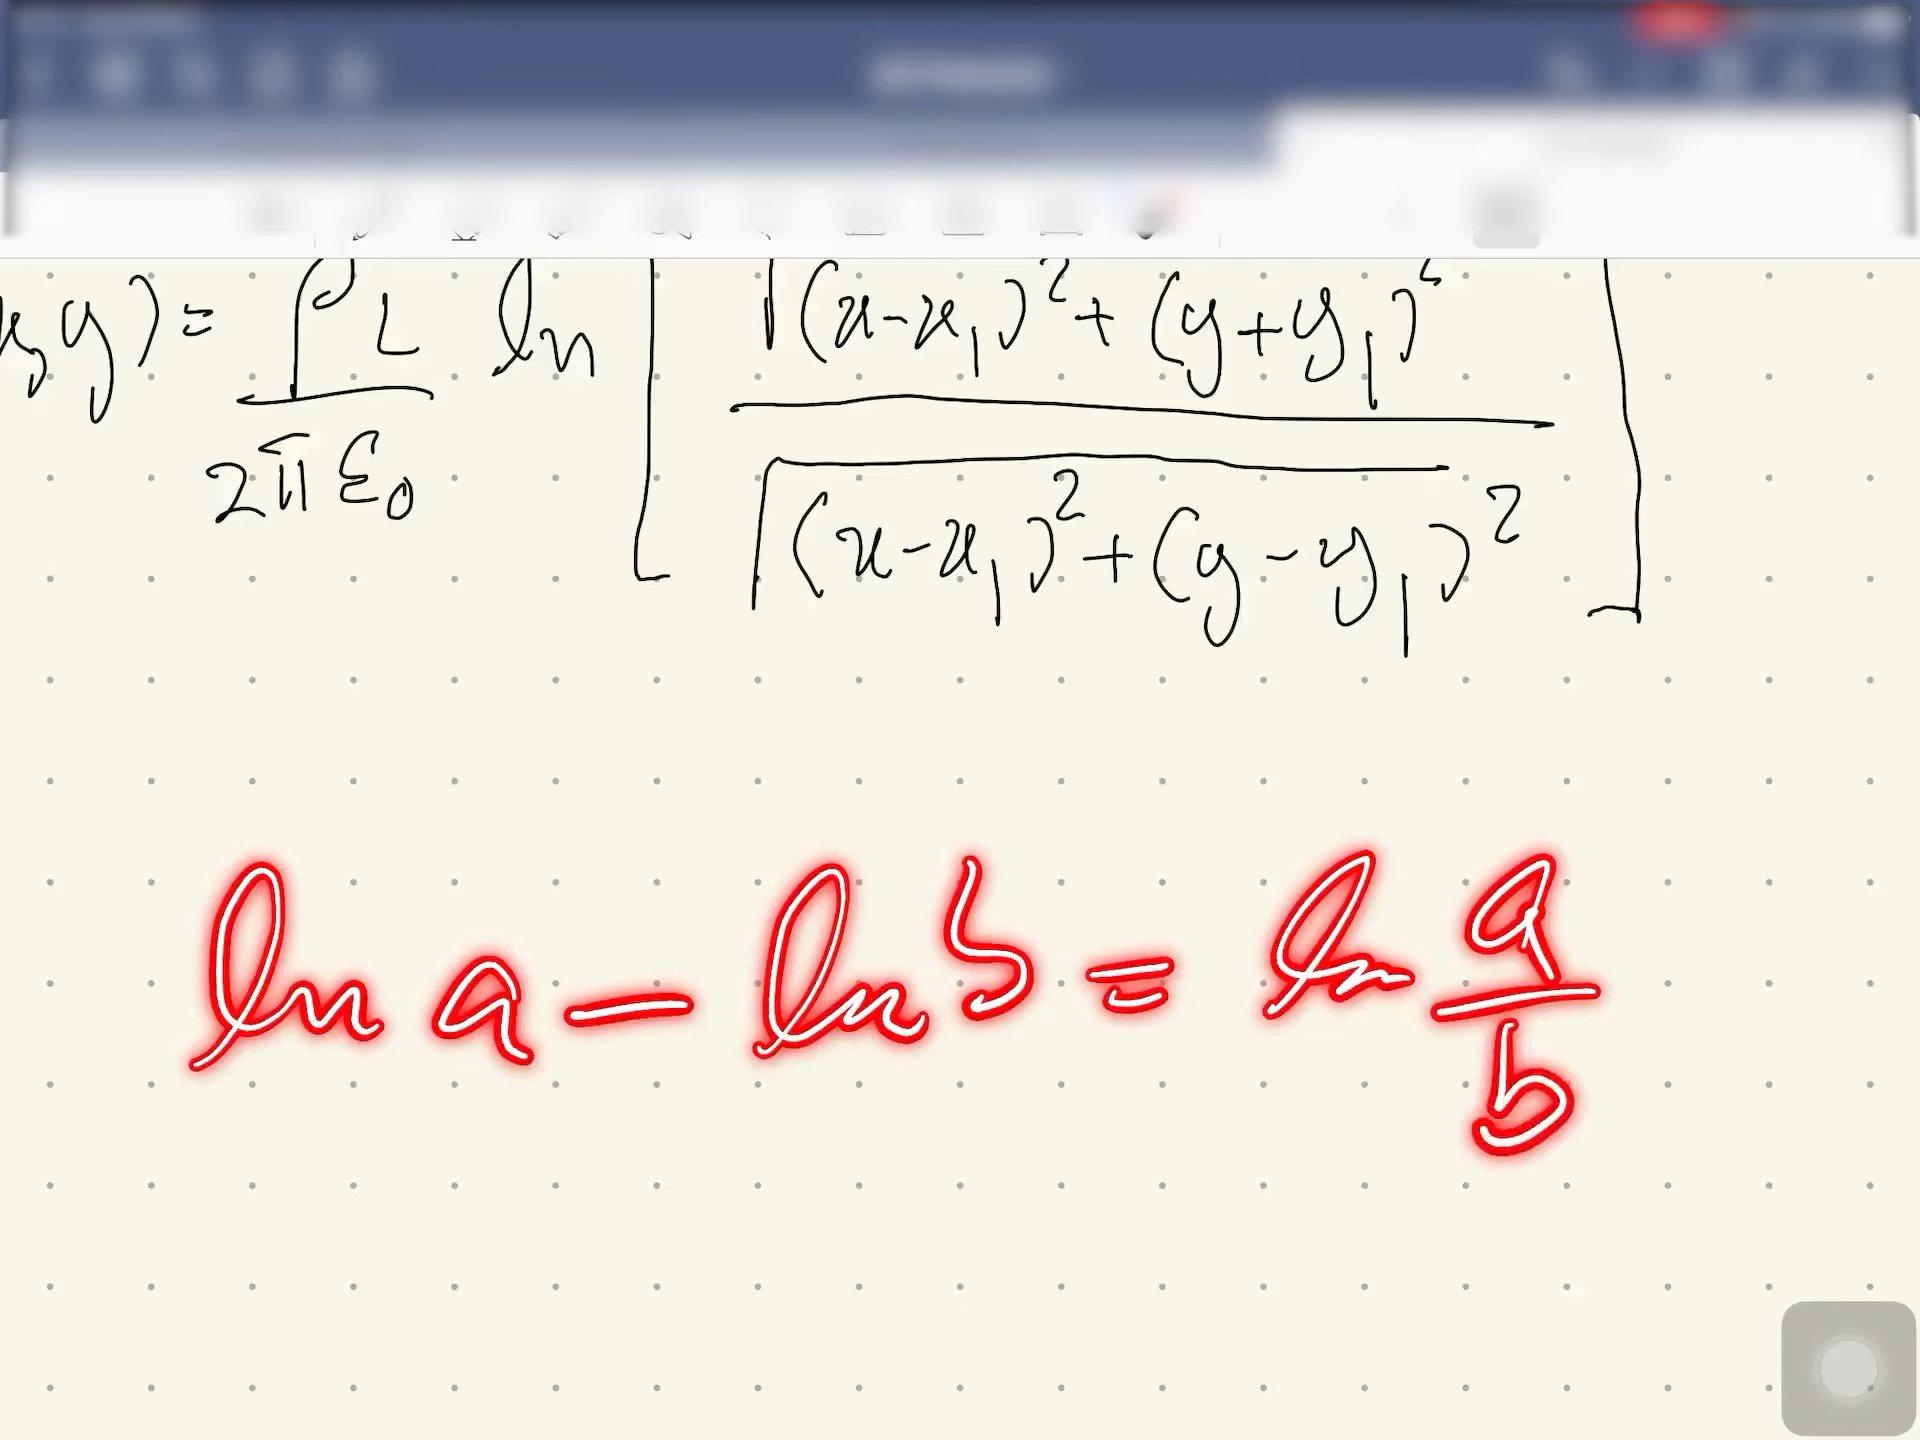 x,y) = ρL / 2πε₀ ln [ √(x-x₁)² + (y+y₁)² / √(x-x₁)² + (y-y₁)² ]
ln a - ln b = ln a/b